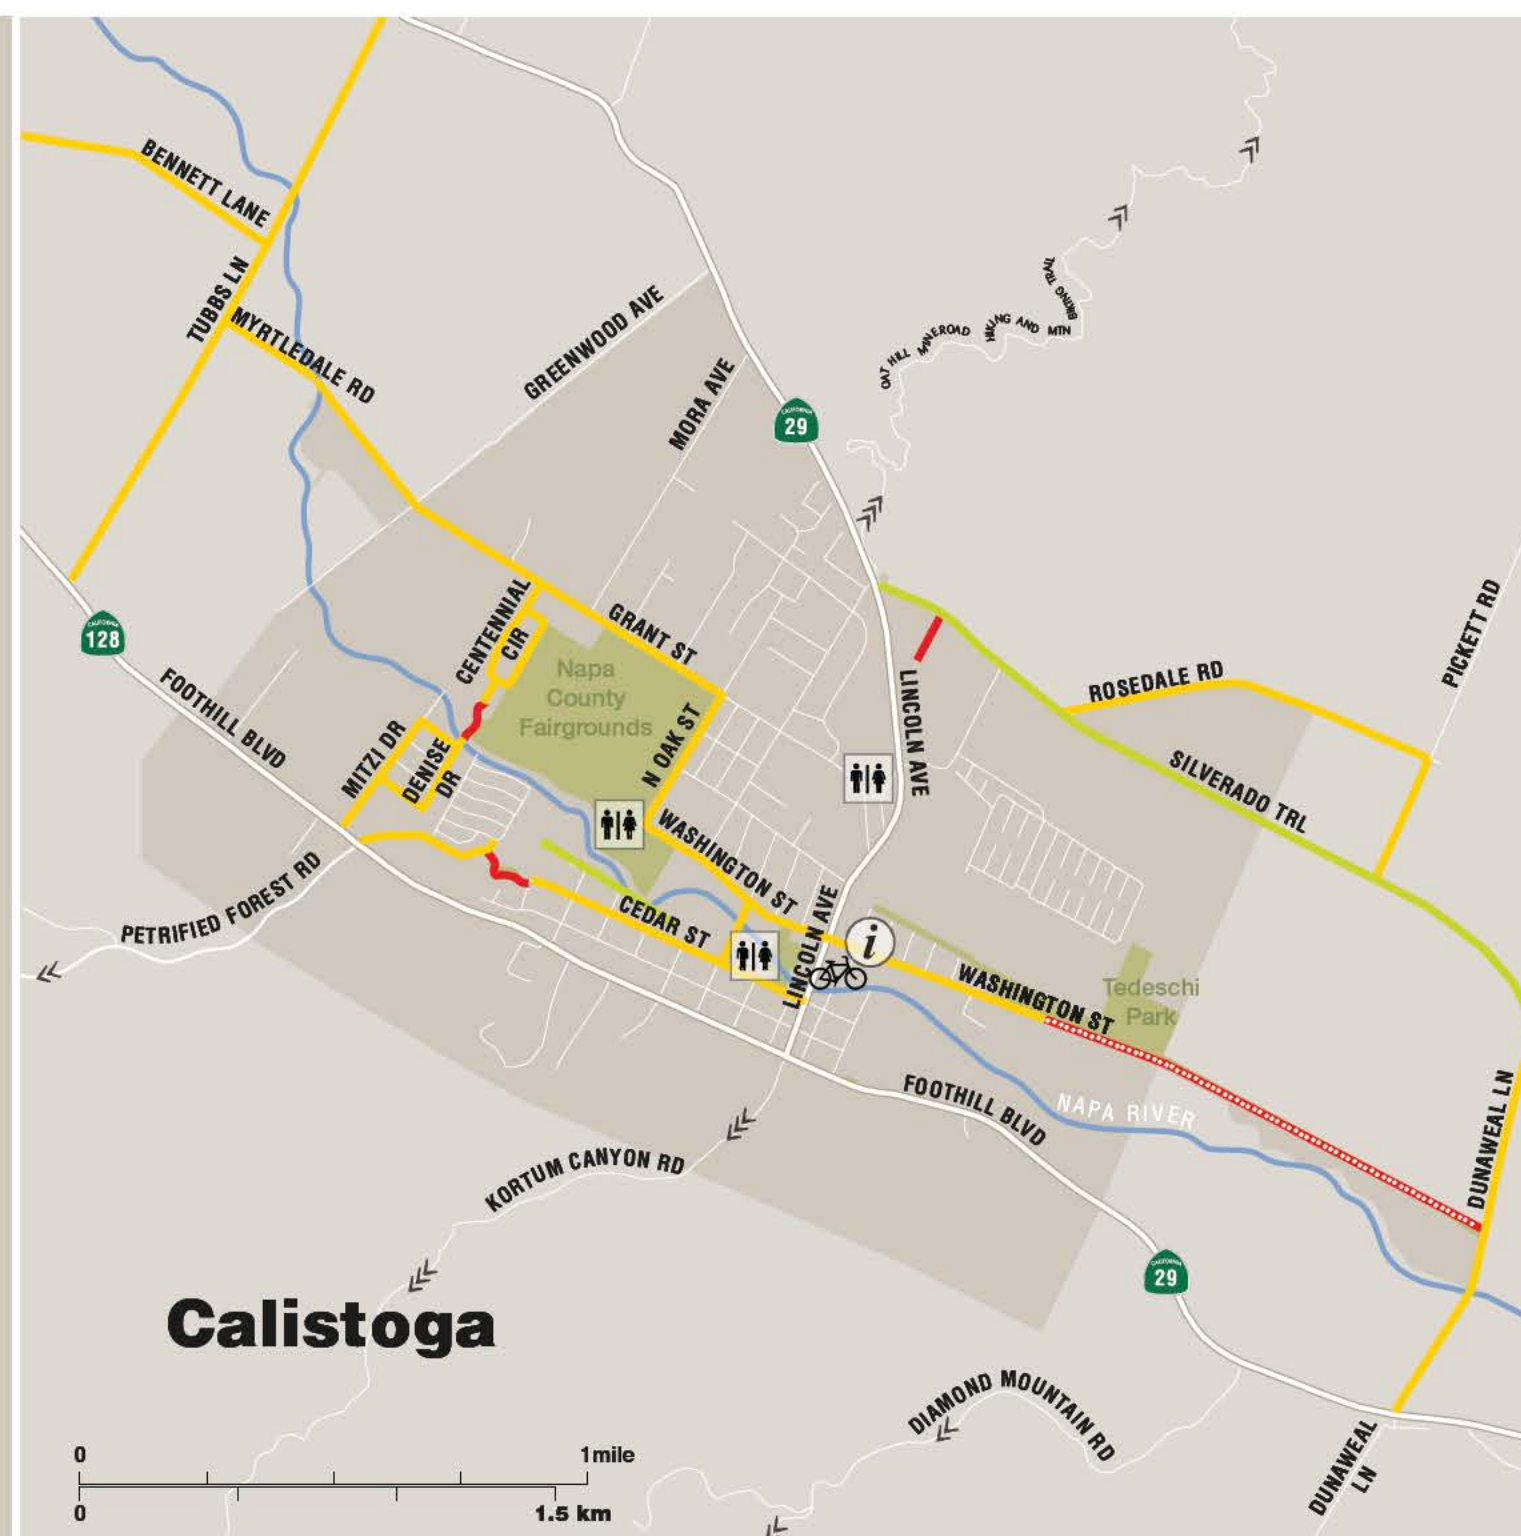 BENNETT LANE
TUBBS LN
MYRTLEDALE RD
GREENWOOD AVE
MORA AVE
CALIFORNIA
29
OAT HILL MINE ROAD HIKING AND MTN BIKING TRAIL
CALIFORNIA
128
FOOTHILL BLVD
CENTENNIAL
CIR
GRANT ST
Napa
County
Fairgrounds
N OAK ST
MITZI DR
DENISE
DR
LINCOLN AVE
ROSEDALE RD
PICKETT RD
SILVERADO TRL
PETRIFIED FOREST RD
WASHINGTON ST
CEDAR ST
LINCOLN AVE
i
WASHINGTON ST
Tedeschi
Park
FOOTHILL BLVD
NAPA RIVER
DUNAWEAL LN
KORTUM CANYON RD
CALIFORNIA
29
Calistoga
DIAMOND MOUNTAIN RD
DUNAWEAL
LN
0
1mile
0
1.5 km